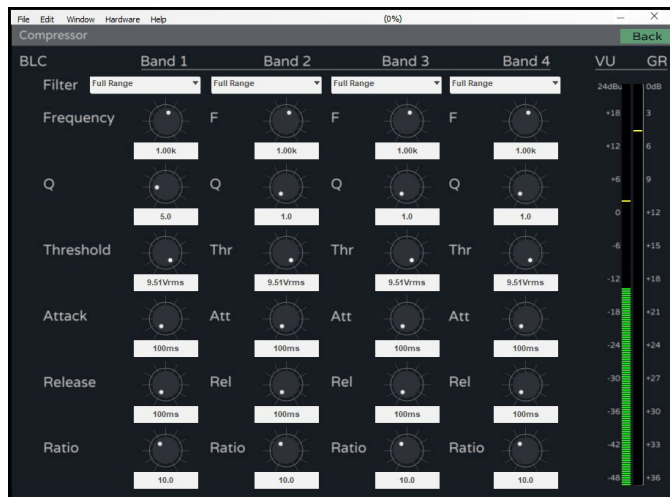 File Edit Window Hardware Help (0%)
Compressor Back
BLC Band 1 Band 2 Band 3 Band 4 VU GR
Filter Full Range Full Range Full Range Full Range 24dBu 0dB
Frequency F F F +18 3
1.00k 1.00k 1.00k 1.00k +12 6
Q Q Q Q +6 9
5.0 1.0 1.0 1.0 0 +12
Threshold Thr Thr Thr -6 +15
9.51Vrms 9.51Vrms 9.51Vrms 9.51Vrms -12 +18
Attack Att Att Att -18 +21
100ms 100ms 100ms 100ms -24 +24
Release Rel Rel Rel -30 +27
100ms 100ms 100ms 100ms -36 +30
Ratio Ratio Ratio Ratio -42 +33
10.0 10.0 10.0 10.0 -48 +36